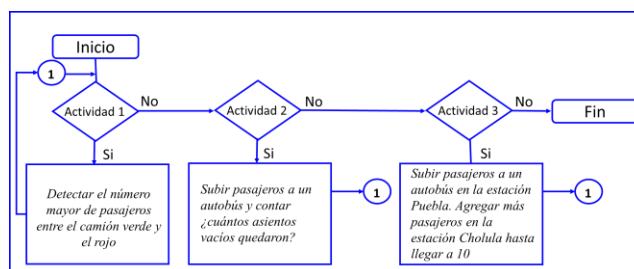 Inicio
1
Actividad 1
No
Actividad 2
No
Actividad 3
No
Fin
Si
Si
Si
Detectar el número
mayor de pasajeros
entre el camión verde y
el rojo
Subir pasajeros a un
autobús y contar
¿cuántos asientos
vacíos quedaron?
1
Subir pasajeros a un
autobús en la estación
Puebla. Agregar más
pasajeros en la
estación Cholula hasta
llegar a 10
1